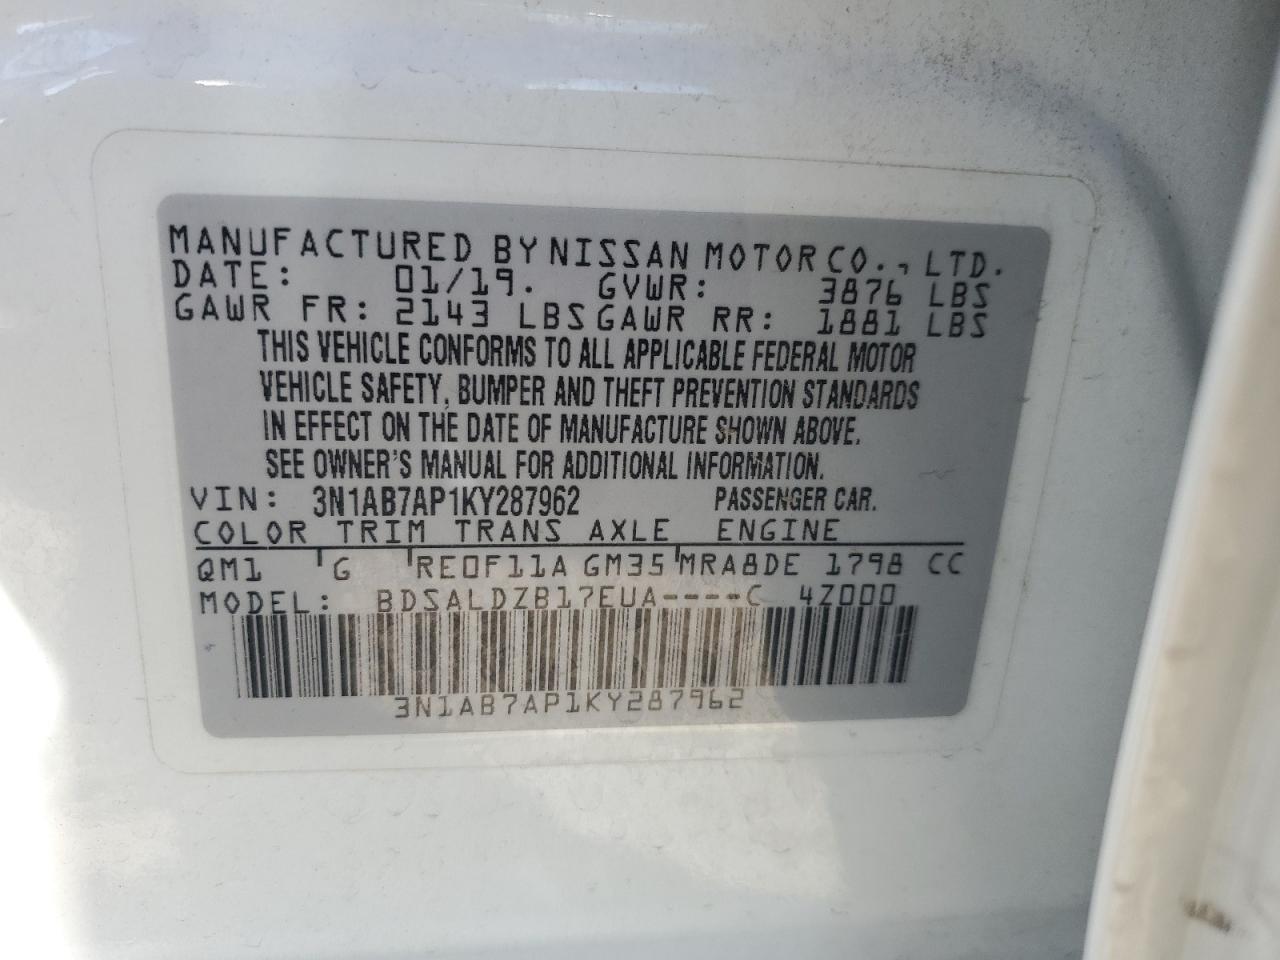 MANUFACTURED BY NISSAN MOTOR CO., LTD.
DATE: 01/19. GVWR: 3876 LBS
GAWR FR: 2143 LBS GAWR RR: 1881 LBS
THIS VEHICLE CONFORMS TO ALL APPLICABLE FEDERAL MOTOR
VEHICLE SAFETY, BUMPER AND THEFT PREVENTION STANDARDS
IN EFFECT ON THE DATE OF MANUFACTURE SHOWN ABOVE.
SEE OWNER'S MANUAL FOR ADDITIONAL INFORMATION.
VIN: 3N1AB7AP1KY287962 PASSENGER CAR.
COLOR TRIM TRANS AXLE ENGINE
QM1 G RE0F11A GM35 MRA8DE 1798 CC
MODEL: BDSALDZB17EUA----C 4Z000
3N1AB7AP1KY287962